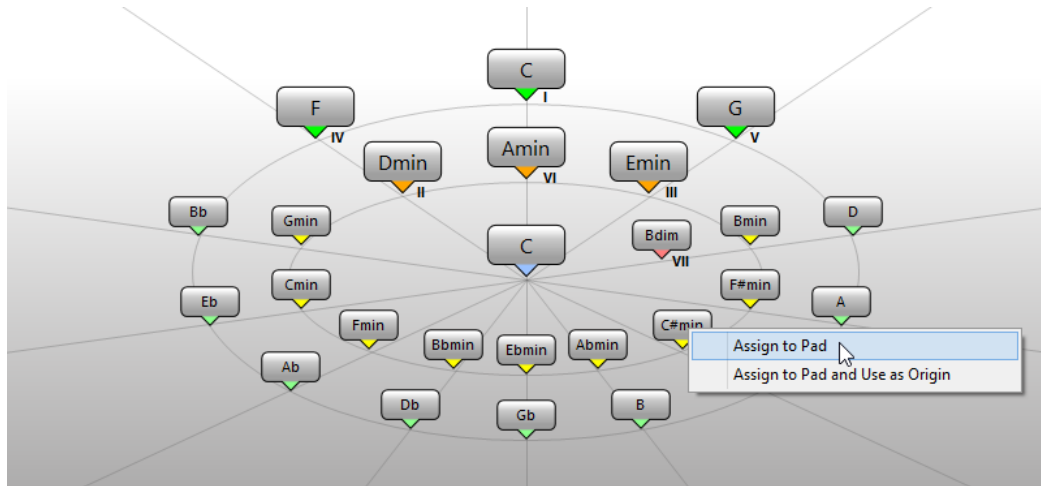 C
I
F
IV
G
V
Dmin
II
Amin
VI
Emin
III
Bb
Gmin
C
Bdim
VII
Bmin
D
Eb
Cmin
F#min
A
Fmin
Bbmin
Ebmin
Abmin
C#min
Ab
Db
Gb
B
Assign to Pad
Assign to Pad and Use as Origin